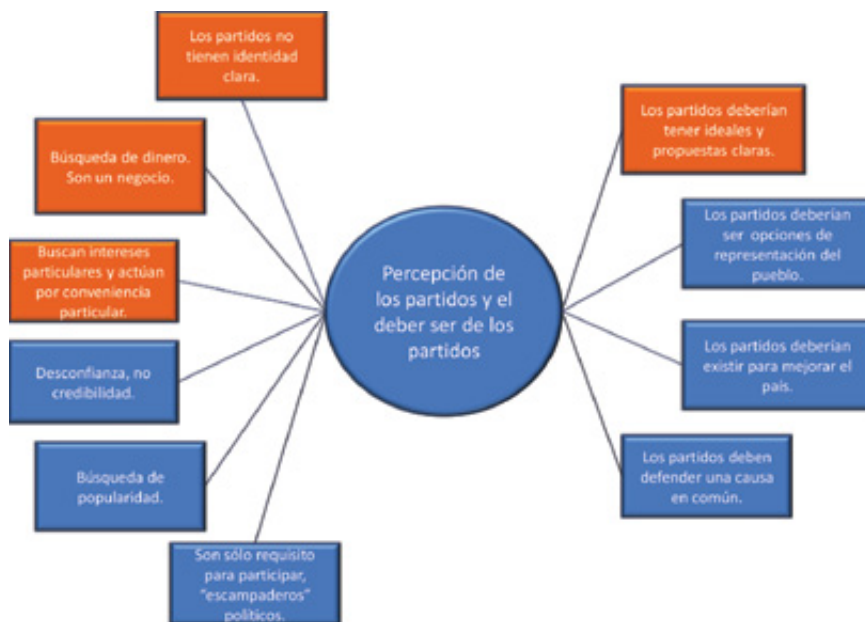 Los partidos no
tienen identidad
clara.
Búsqueda de dinero.
Son un negocio.
Buscan intereses
particulares y actúan
por conveniencia
particular.
Desconfianza, no
credibilidad.
Búsqueda de
popularidad.
Son sólo requisito
para participar,
"escampaderos"
políticos.
Percepción de
los partidos y el
deber ser de los
partidos
Los partidos deberían
tener ideales y
propuestas claras.
Los partidos deberían
ser opciones de
representación del
pueblo.
Los partidos deberían
existir para mejorar el
país.
Los partidos deben
defender una causa
en común.